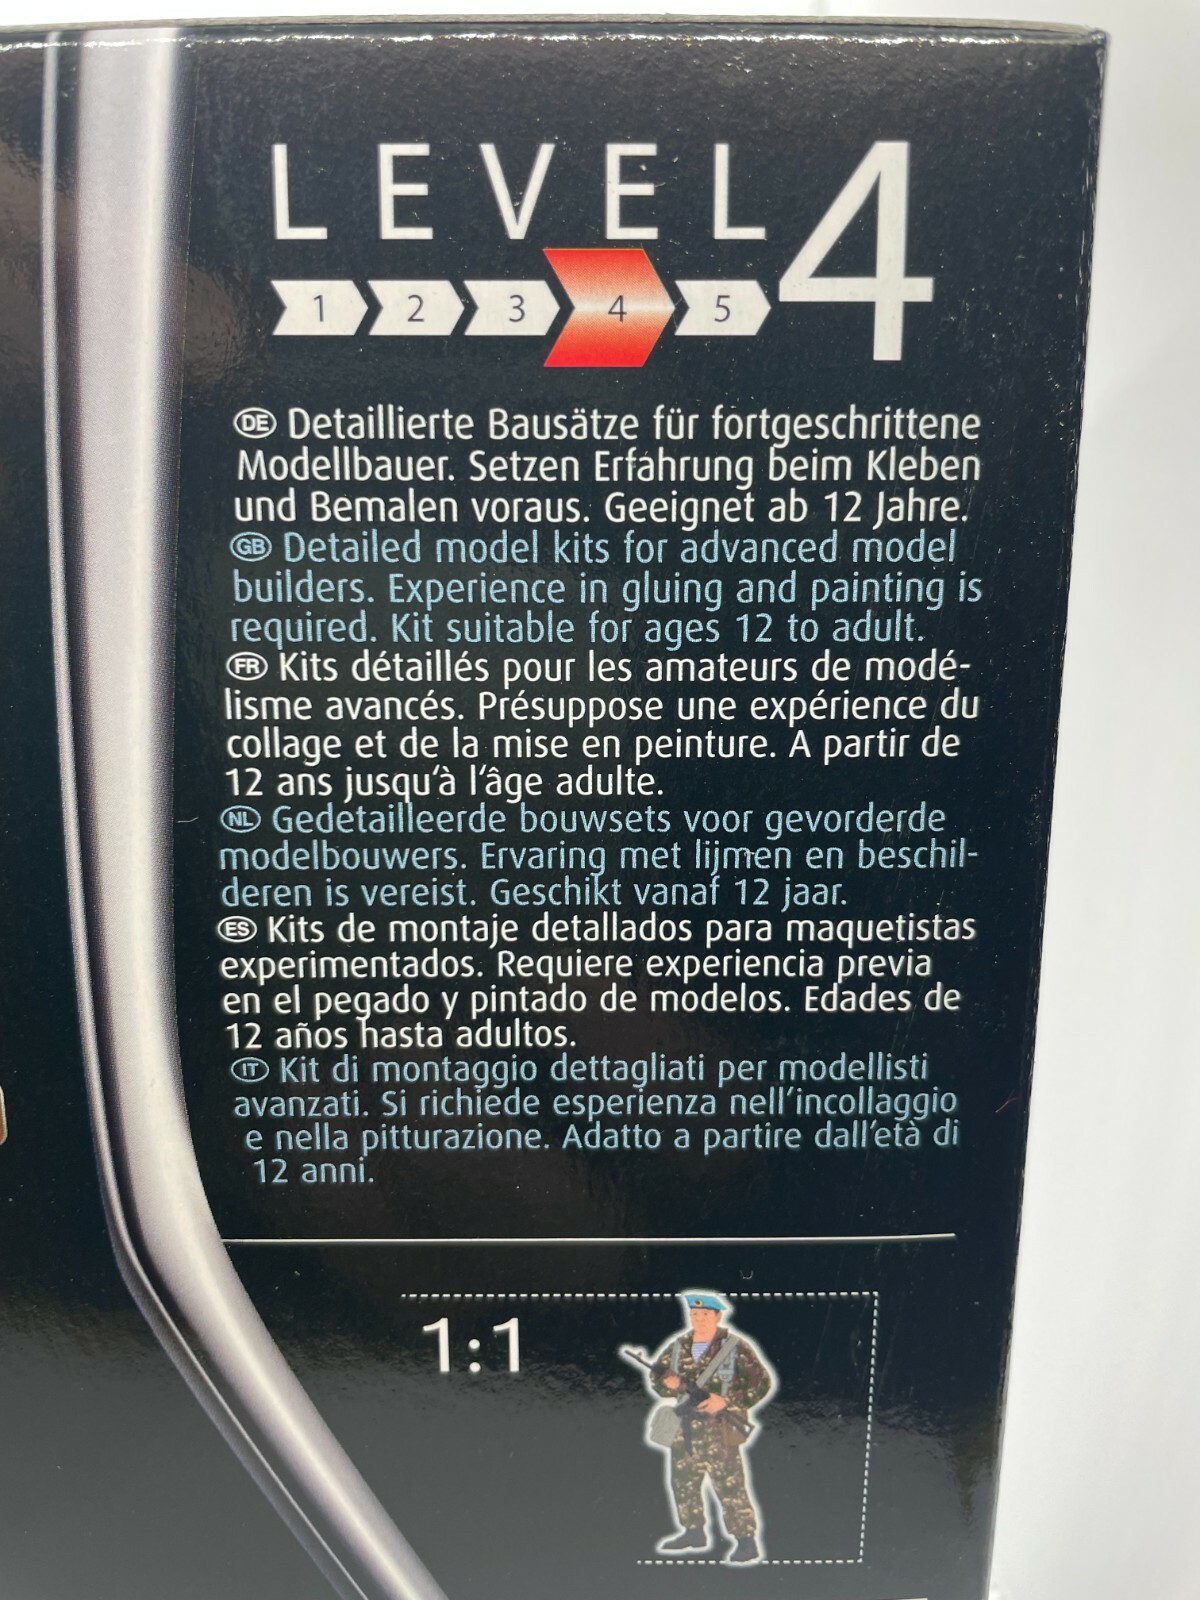 LEVEL 4
1 2 3 4 5
DE Detaillierte Bausätze für fortgeschrittene
Modellbauer. Setzen Erfahrung beim Kleben
und Bemalen voraus. Geeignet ab 12 Jahre.
GB Detailed model kits for advanced model
builders. Experience in gluing and painting is
required. Kit suitable for ages 12 to adult.
FR Kits détaillés pour les amateurs de modé-
lisme avancés. Présuppose une expérience du
collage et de la mise en peinture. A partir de
12 ans jusqu'à l'âge adulte.
NL Gedetailleerde bouwsets voor gevorderde
modelbouwers. Ervaring met lijmen en beschil-
deren is vereist. Geschikt vanaf 12 jaar.
ES Kits de montaje detallados para maquetistas
experimentados. Requiere experiencia previa
en el pegado y pintado de modelos. Edades de
12 años hasta adultos.
IT Kit di montaggio dettagliati per modellisti
avanzati. Si richiede esperienza nell'incollaggio
e nella pitturazione. Adatto a partire dall'età di
12 anni.
1:1